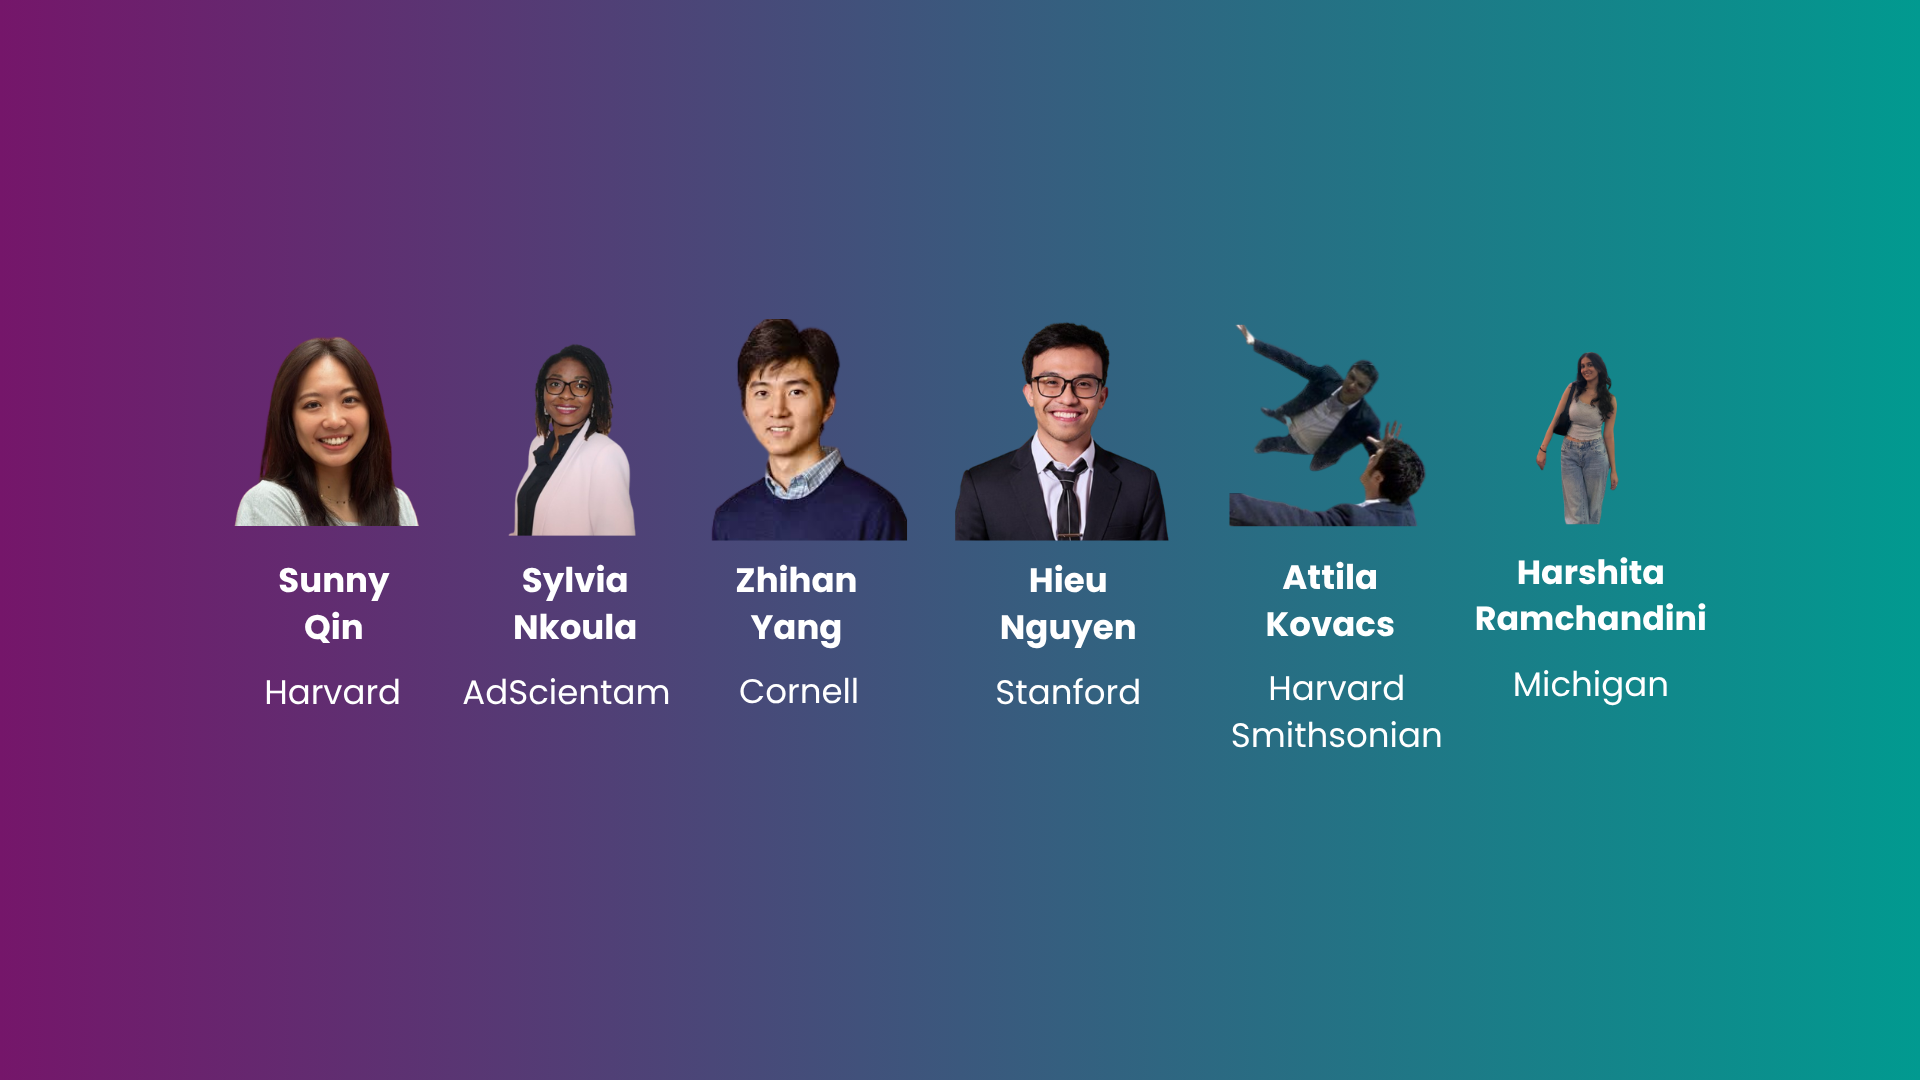 Sunny
Qin
Harvard
Sylvia
Nkoula
AdScientam
Zhihan
Yang
Cornell
Hieu
Nguyen
Stanford
Attila
Kovacs
Harvard
Smithsonian
Harshita
Ramchandini
Michigan